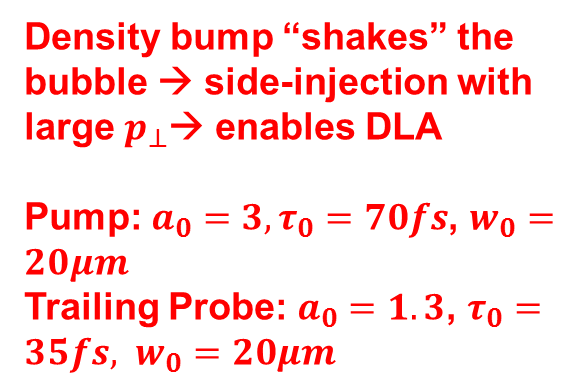 Density bump “shakes” the
bubble → side-injection with
large p⊥→ enables DLA
Pump: a₀ = 3, τ₀ = 70fs, w₀ =
20μm
Trailing Probe: a₀ = 1.3, τ₀ =
35fs, w₀ = 20μm